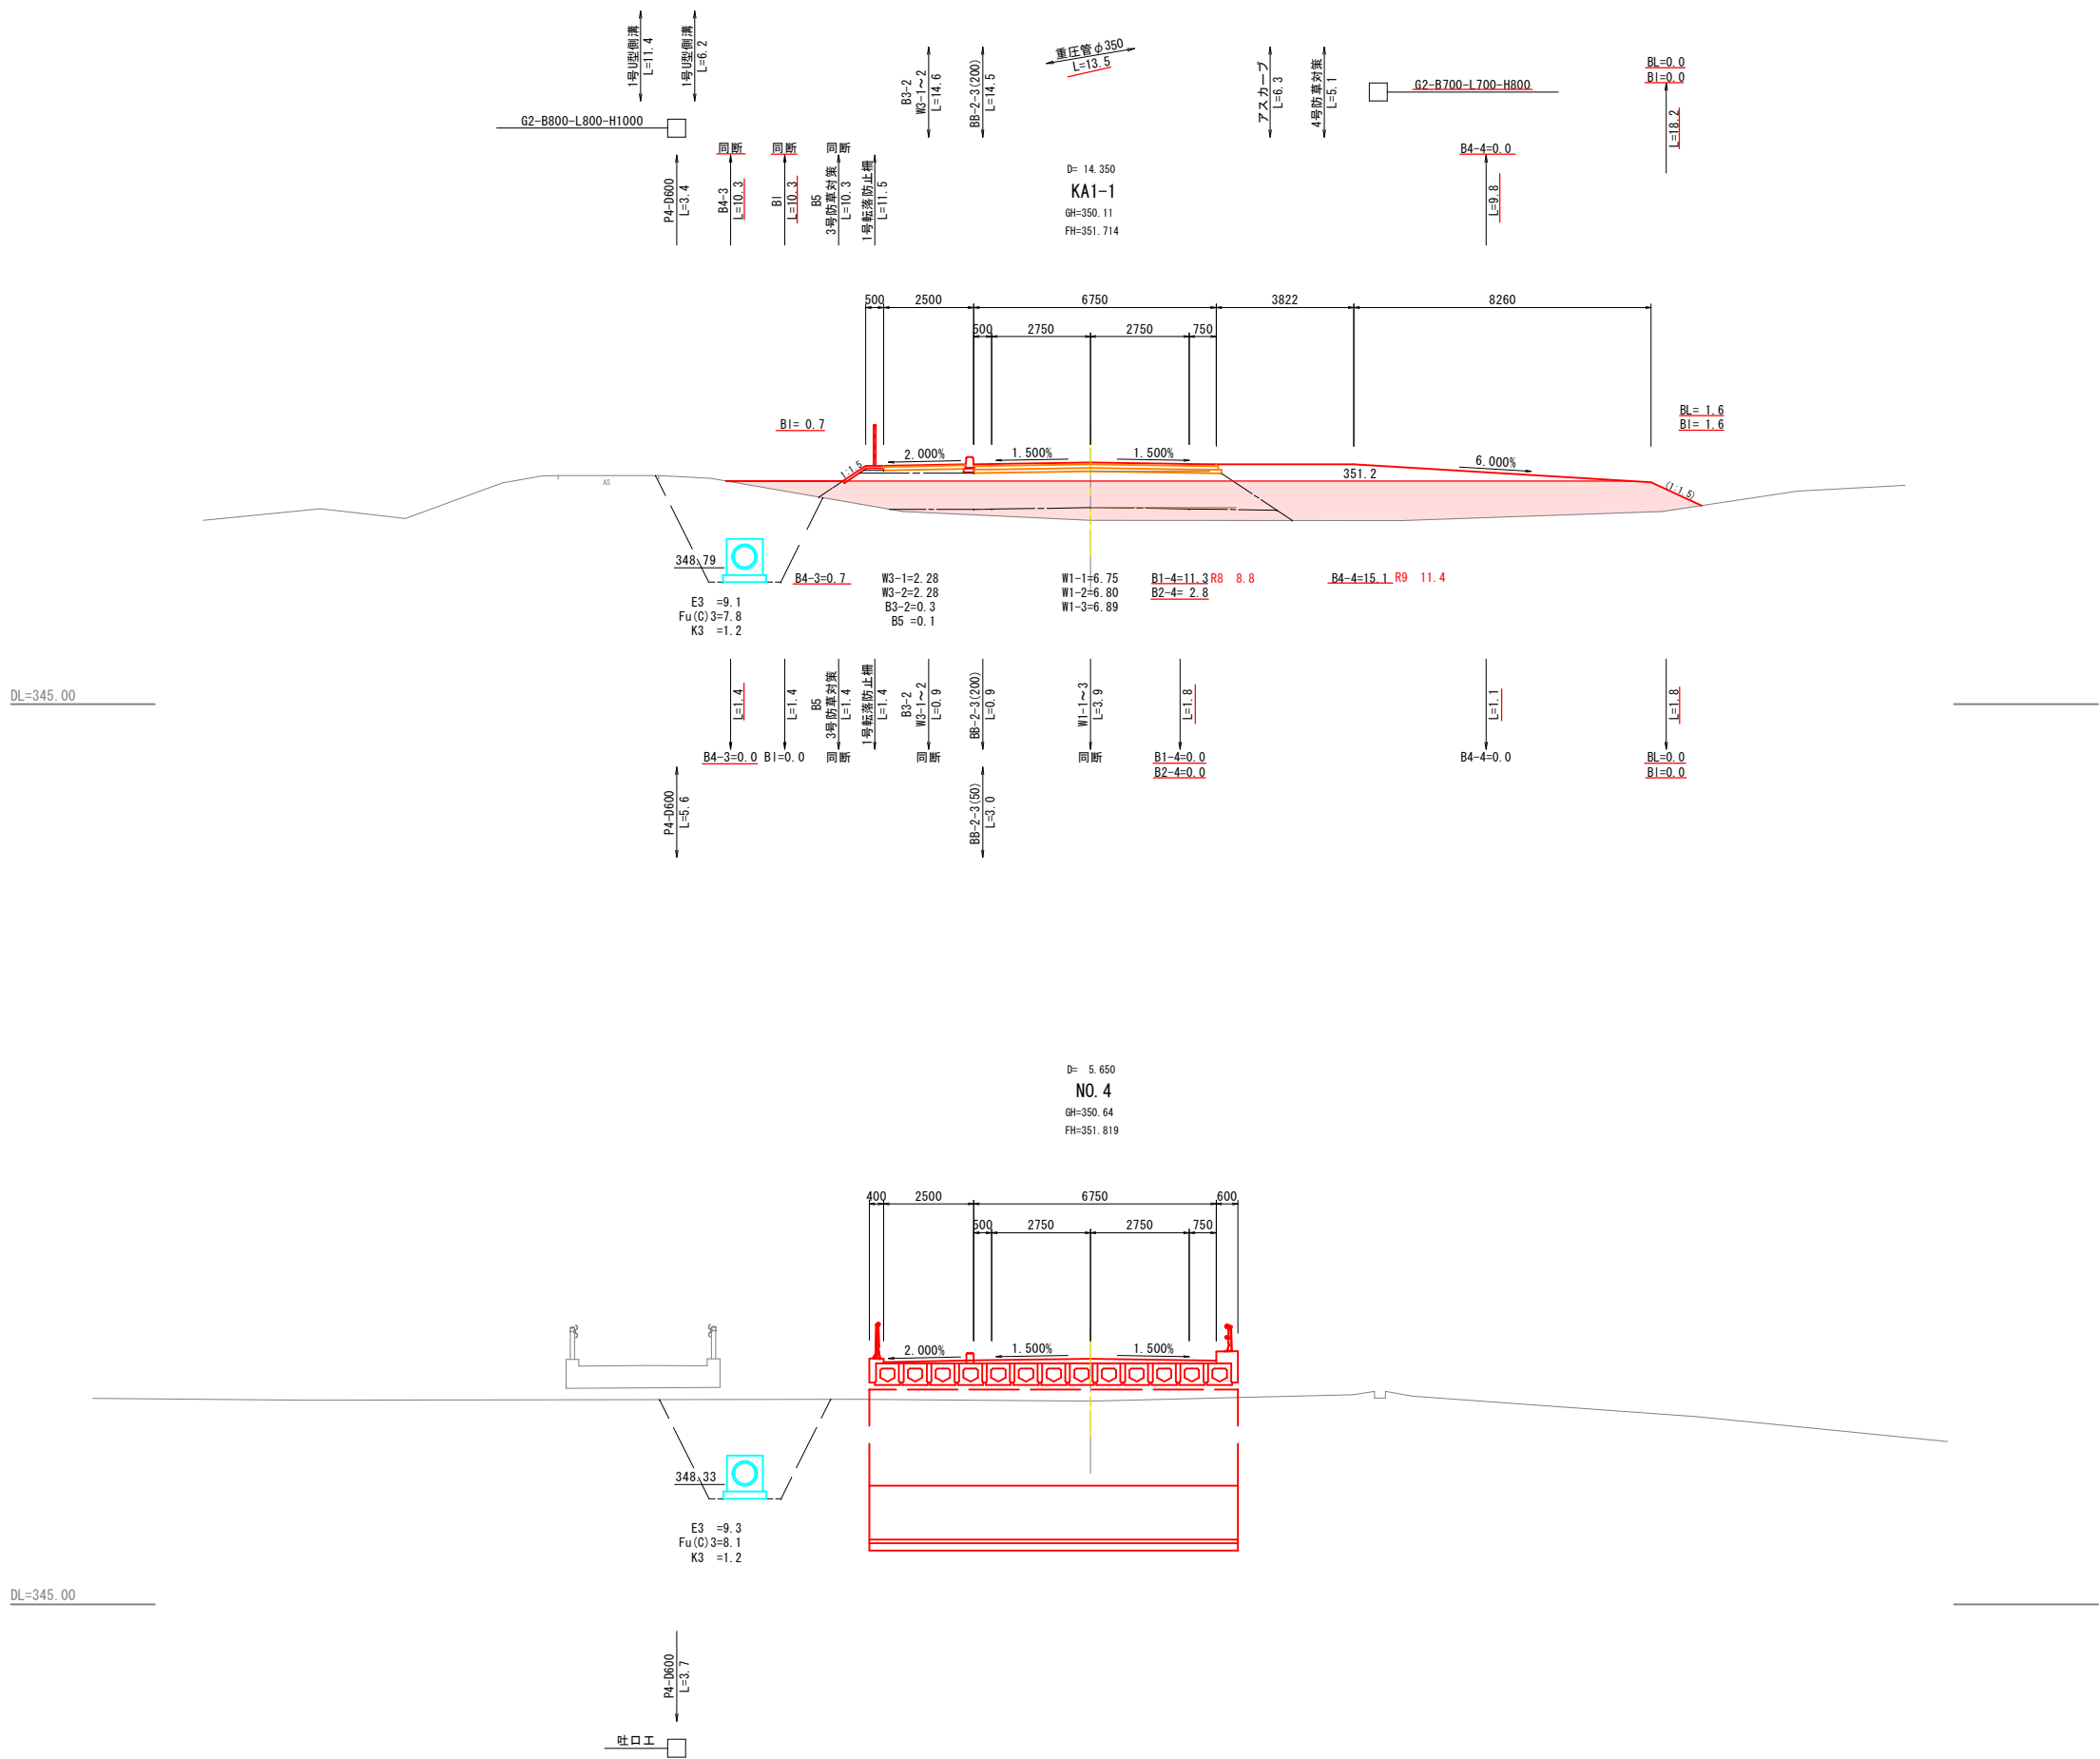 1号U型側溝
L=11.4
1号U型側溝
L=6.2
B3-2
W3-1～2
L=14.6
BB-2-3(200)
L=14.5
重圧管φ350
L=13.5
アスカーブ
L=6.3
4号防草対策
L=5.1
G2-B700-L700-H800
BL=0.0
BI=0.0
L=18.2
G2-B800-L800-H1000
P4-D600
L=3.4
同断
B4-3
L=10.3
同断
BI
L=10.3
同断
B5
3号防草対策
L=10.3
1号転落防止柵
L=11.5
D= 14.350
KA1-1
GH=350.11
FH=351.714
B4-4=0.0
L=9.8
500 2500 6750 3822 8260
500 2750 2750 750
BI= 0.7
BL= 1.6
BI= 1.6
1:1.5
2.000% 1.500% 1.500% 6.000%
351.2
(1:1.5)
AS
348.79
B4-3=0.7
E3 =9.1
Fu(C)3=7.8
K3 =1.2
W3-1=2.28
W3-2=2.28
B3-2=0.3
B5 =0.1
W1-1=6.75
W1-2=6.80
W1-3=6.89
B1-4=11.3 R8 8.8
B2-4= 2.8
B4-4=15.1 R9 11.4
DL=345.00
L=1.4
B4-3=0.0
L=1.4
BI=0.0
B5
3号防草対策
L=1.4
同断
1号転落防止柵
L=1.4
B3-2
W3-1～2
L=0.9
同断
BB-2-3(200)
L=0.9
W1-1～3
L=3.9
同断
L=1.8
B1-4=0.0
B2-4=0.0
L=1.1
B4-4=0.0
L=1.8
BL=0.0
BI=0.0
P4-D600
L=5.6
BB-2-3(50)
L=3.0
D= 5.650
NO.4
GH=350.64
FH=351.819
400 2500 6750 600
500 2750 2750 750
2.000% 1.500% 1.500%
348.33
E3 =9.3
Fu(C)3=8.1
K3 =1.2
DL=345.00
P4-D600
L=3.7
吐口工